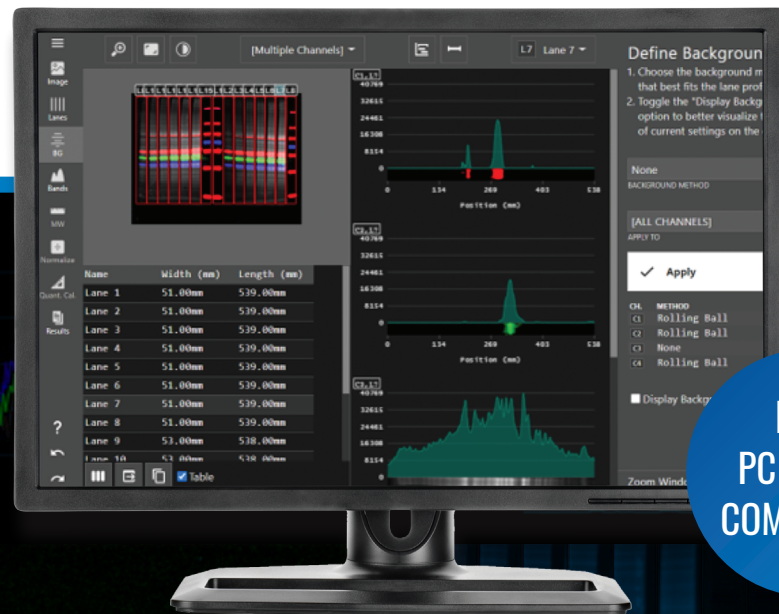 [Multiple Channels]
L7 Lane 7
Image
Lanes
BG
Bands
MW
Normalize
Quant. Cal.
Results
?
C1.1?
40769
32615
24461
16308
8154
0
0 134 269 403 538
Position (mm)
C2.1?
40769
32615
24461
16308
8154
0
0 134 269 403 538
Position (mm)
C3.1?
40769
32615
24461
16308
8154
0
Name Width (mm) Length (mm)
Lane 1 51.00mm 539.00mm
Lane 2 51.00mm 539.00mm
Lane 3 51.00mm 539.00mm
Lane 4 51.00mm 539.00mm
Lane 5 51.00mm 539.00mm
Lane 6 51.00mm 539.00mm
Lane 7 51.00mm 539.00mm
Lane 8 51.00mm 539.00mm
Lane 9 53.00mm 538.00mm
Lane 10 53.00mm 538.00mm
Table
Define Backgroun
1. Choose the background m
that best fits the lane prof
2. Toggle the "Display Backg
option to better visualize
of current settings on the
None
BACKGROUND METHOD
[ALL CHANNELS]
APPLY TO
Apply
CH. METHOD
C1 Rolling Ball
C2 Rolling Ball
C3 None
C4 Rolling Ball
Display Backgr
Zoom Windo
PC
COM